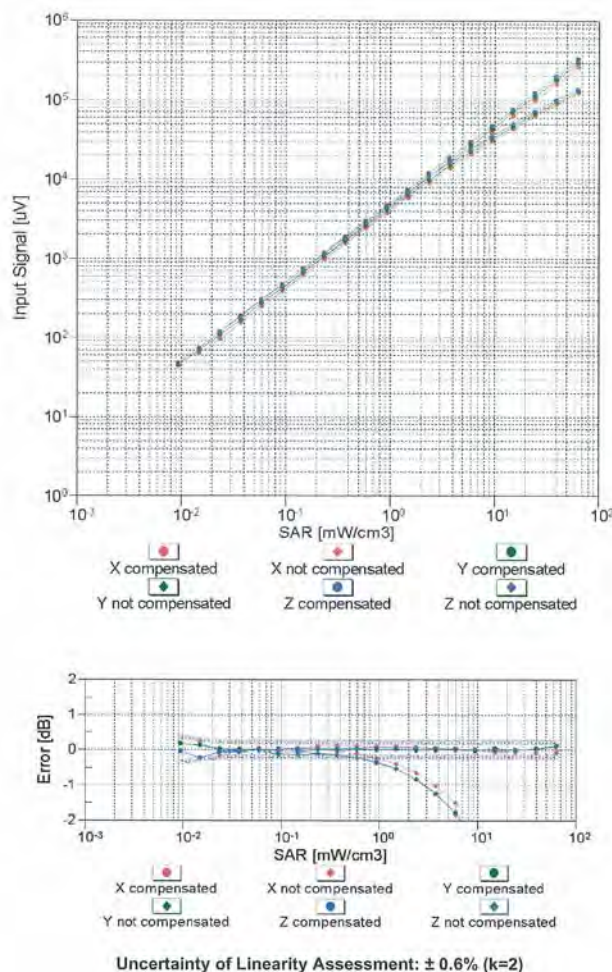 10⁶
10⁵
10⁴
10³
10²
10¹
10⁰
Input Signal [uV]
10⁻³ 10⁻² 10⁻¹ 10⁰ 10¹ 10²
SAR [mW/cm3]
X compensated X not compensated Y compensated
Y not compensated Z compensated Z not compensated
2
1
0
-1
-2
Error [dB]
10⁻³ 10⁻² 10⁻¹ 10⁰ 10¹ 10²
SAR [mW/cm3]
X compensated X not compensated Y compensated
Y not compensated Z compensated Z not compensated
Uncertainty of Linearity Assessment: ± 0.6% (k=2)